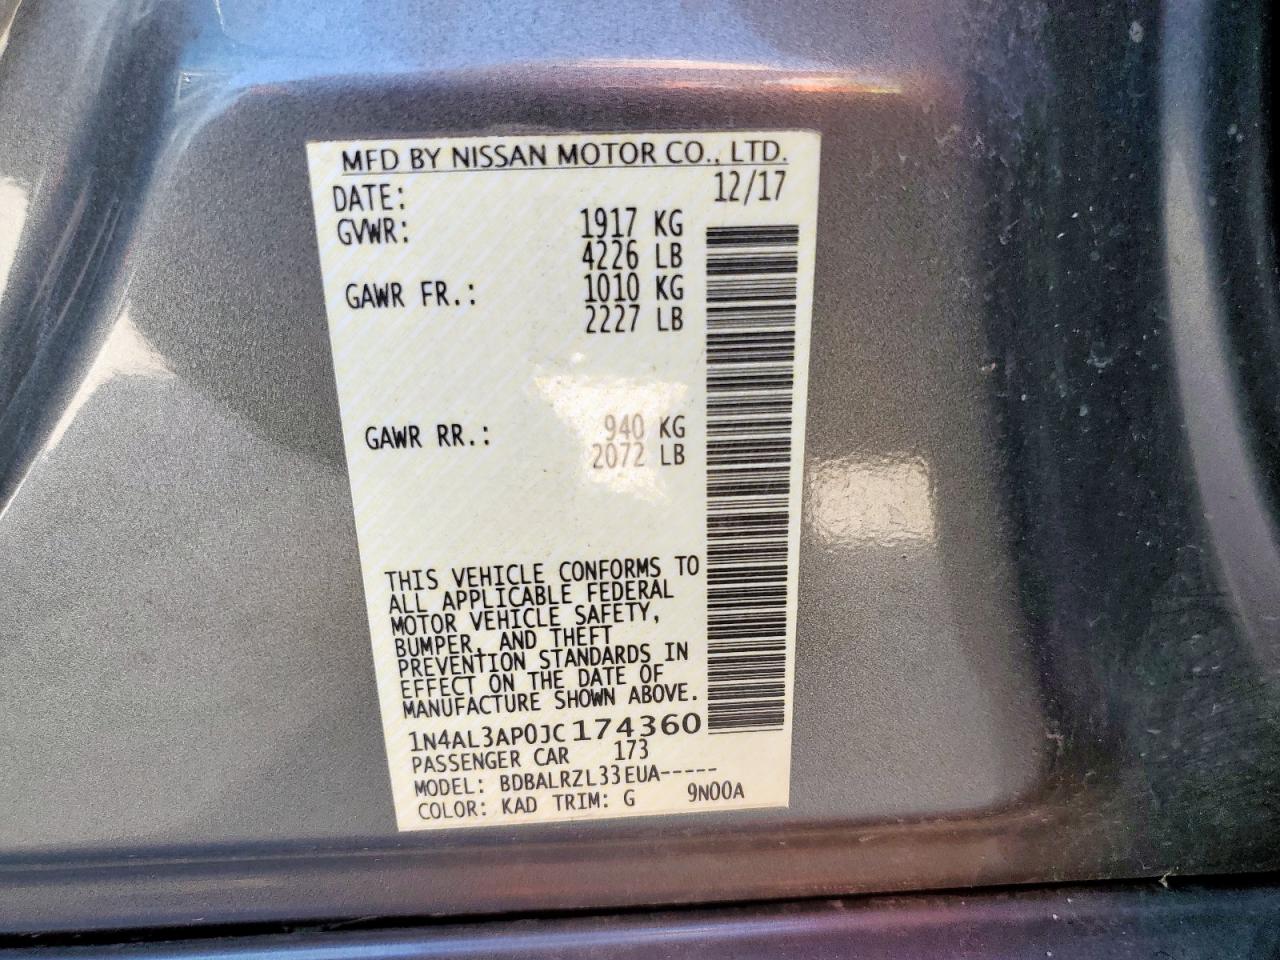 MFD BY NISSAN MOTOR CO., LTD.
DATE: 12/17
GVWR: 1917 KG
4226 LB
GAWR FR.: 1010 KG
2227 LB
GAWR RR.: 940 KG
2072 LB
THIS VEHICLE CONFORMS TO
ALL APPLICABLE FEDERAL
MOTOR VEHICLE SAFETY,
BUMPER, AND THEFT
PREVENTION STANDARDS IN
EFFECT ON THE DATE OF
MANUFACTURE SHOWN ABOVE.
1N4AL3AP0JC174360
PASSENGER CAR 173
MODEL: BDBALRZL33EUA-----
COLOR: KAD TRIM: G 9N00A